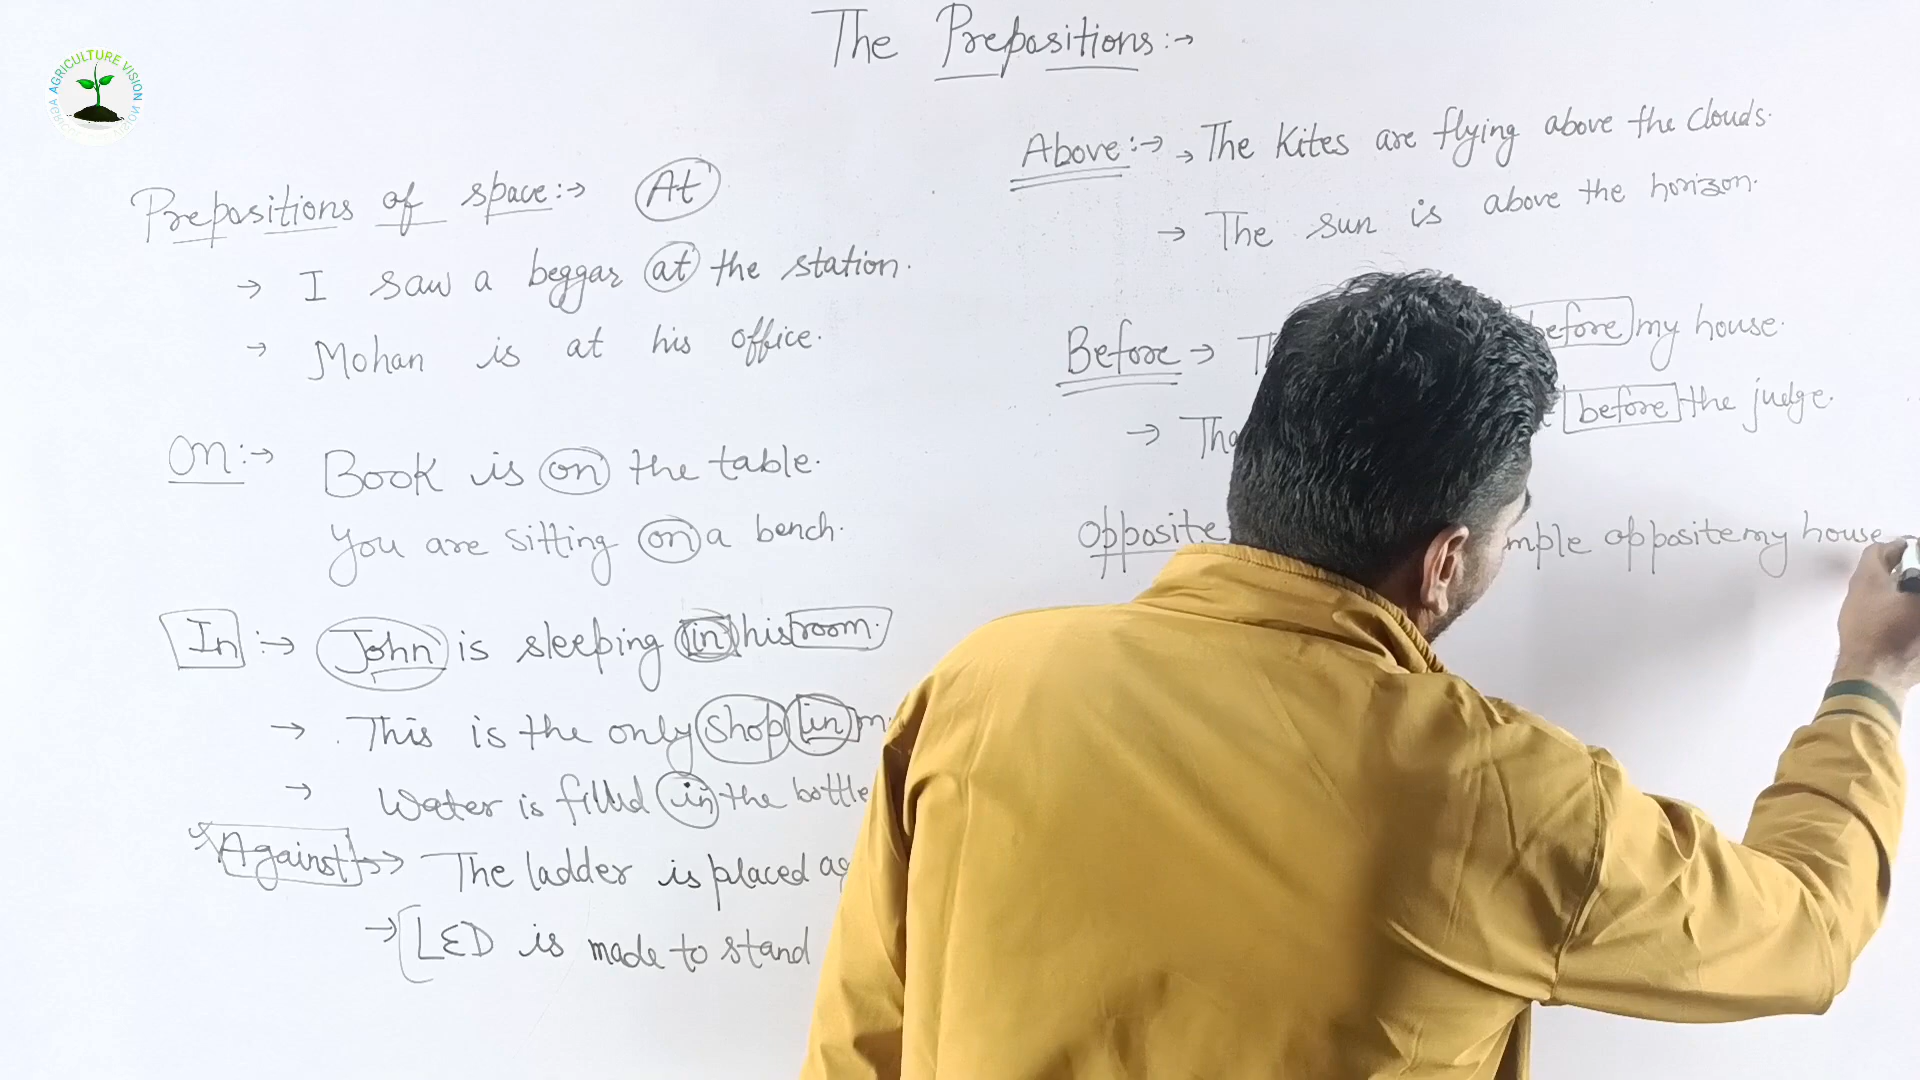 AGRICULTURE VISION
The Prepositions:→
Prepositions of space:→ At
→ I saw a beggar at the station.
→ Mohan is at his office.
On:→ Book is on the table.
You are sitting on a bench.
In :→ John is sleeping in his room.
→ This is the only shop in
→ Water is filled in the bottle
Against→ The ladder is placed
→ LED is made to stand
Above:→ → The Kites are flying above the clouds.
→ The sun is above the horizon.
Before → before my house.
→ before the judge.
Opposite opposite my house